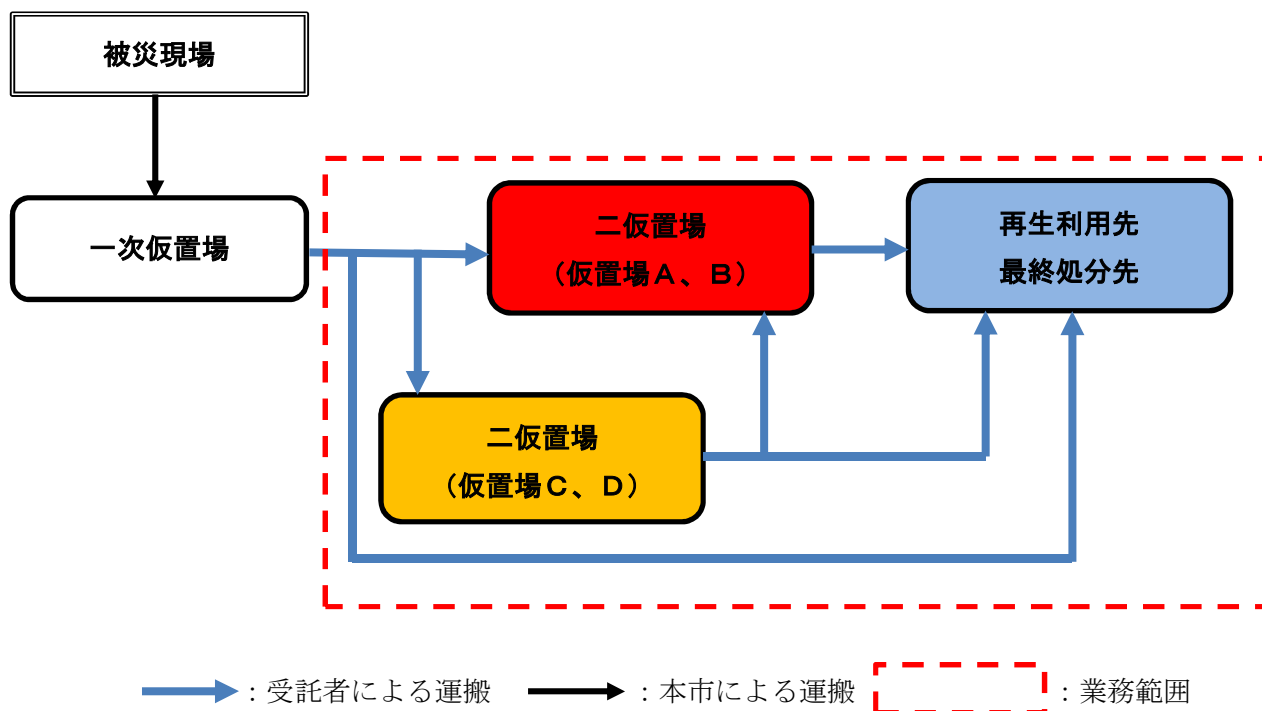 被災現場
一次仮置場
二仮置場
（仮置場Ａ、Ｂ）
再生利用先
最終処分先
二仮置場
（仮置場Ｃ、Ｄ）
：受託者による運搬
：本市による運搬
：業務範囲